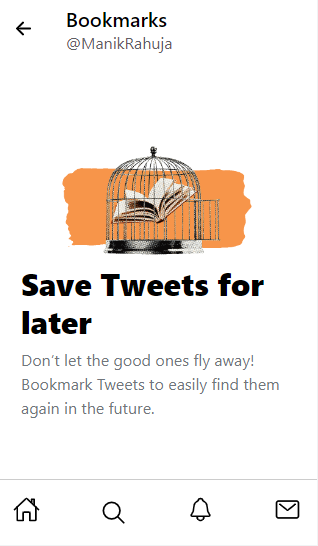 Bookmarks
@ManikRahuja
Save Tweets for
later
Don’t let the good ones fly away!
Bookmark Tweets to easily find them
again in the future.